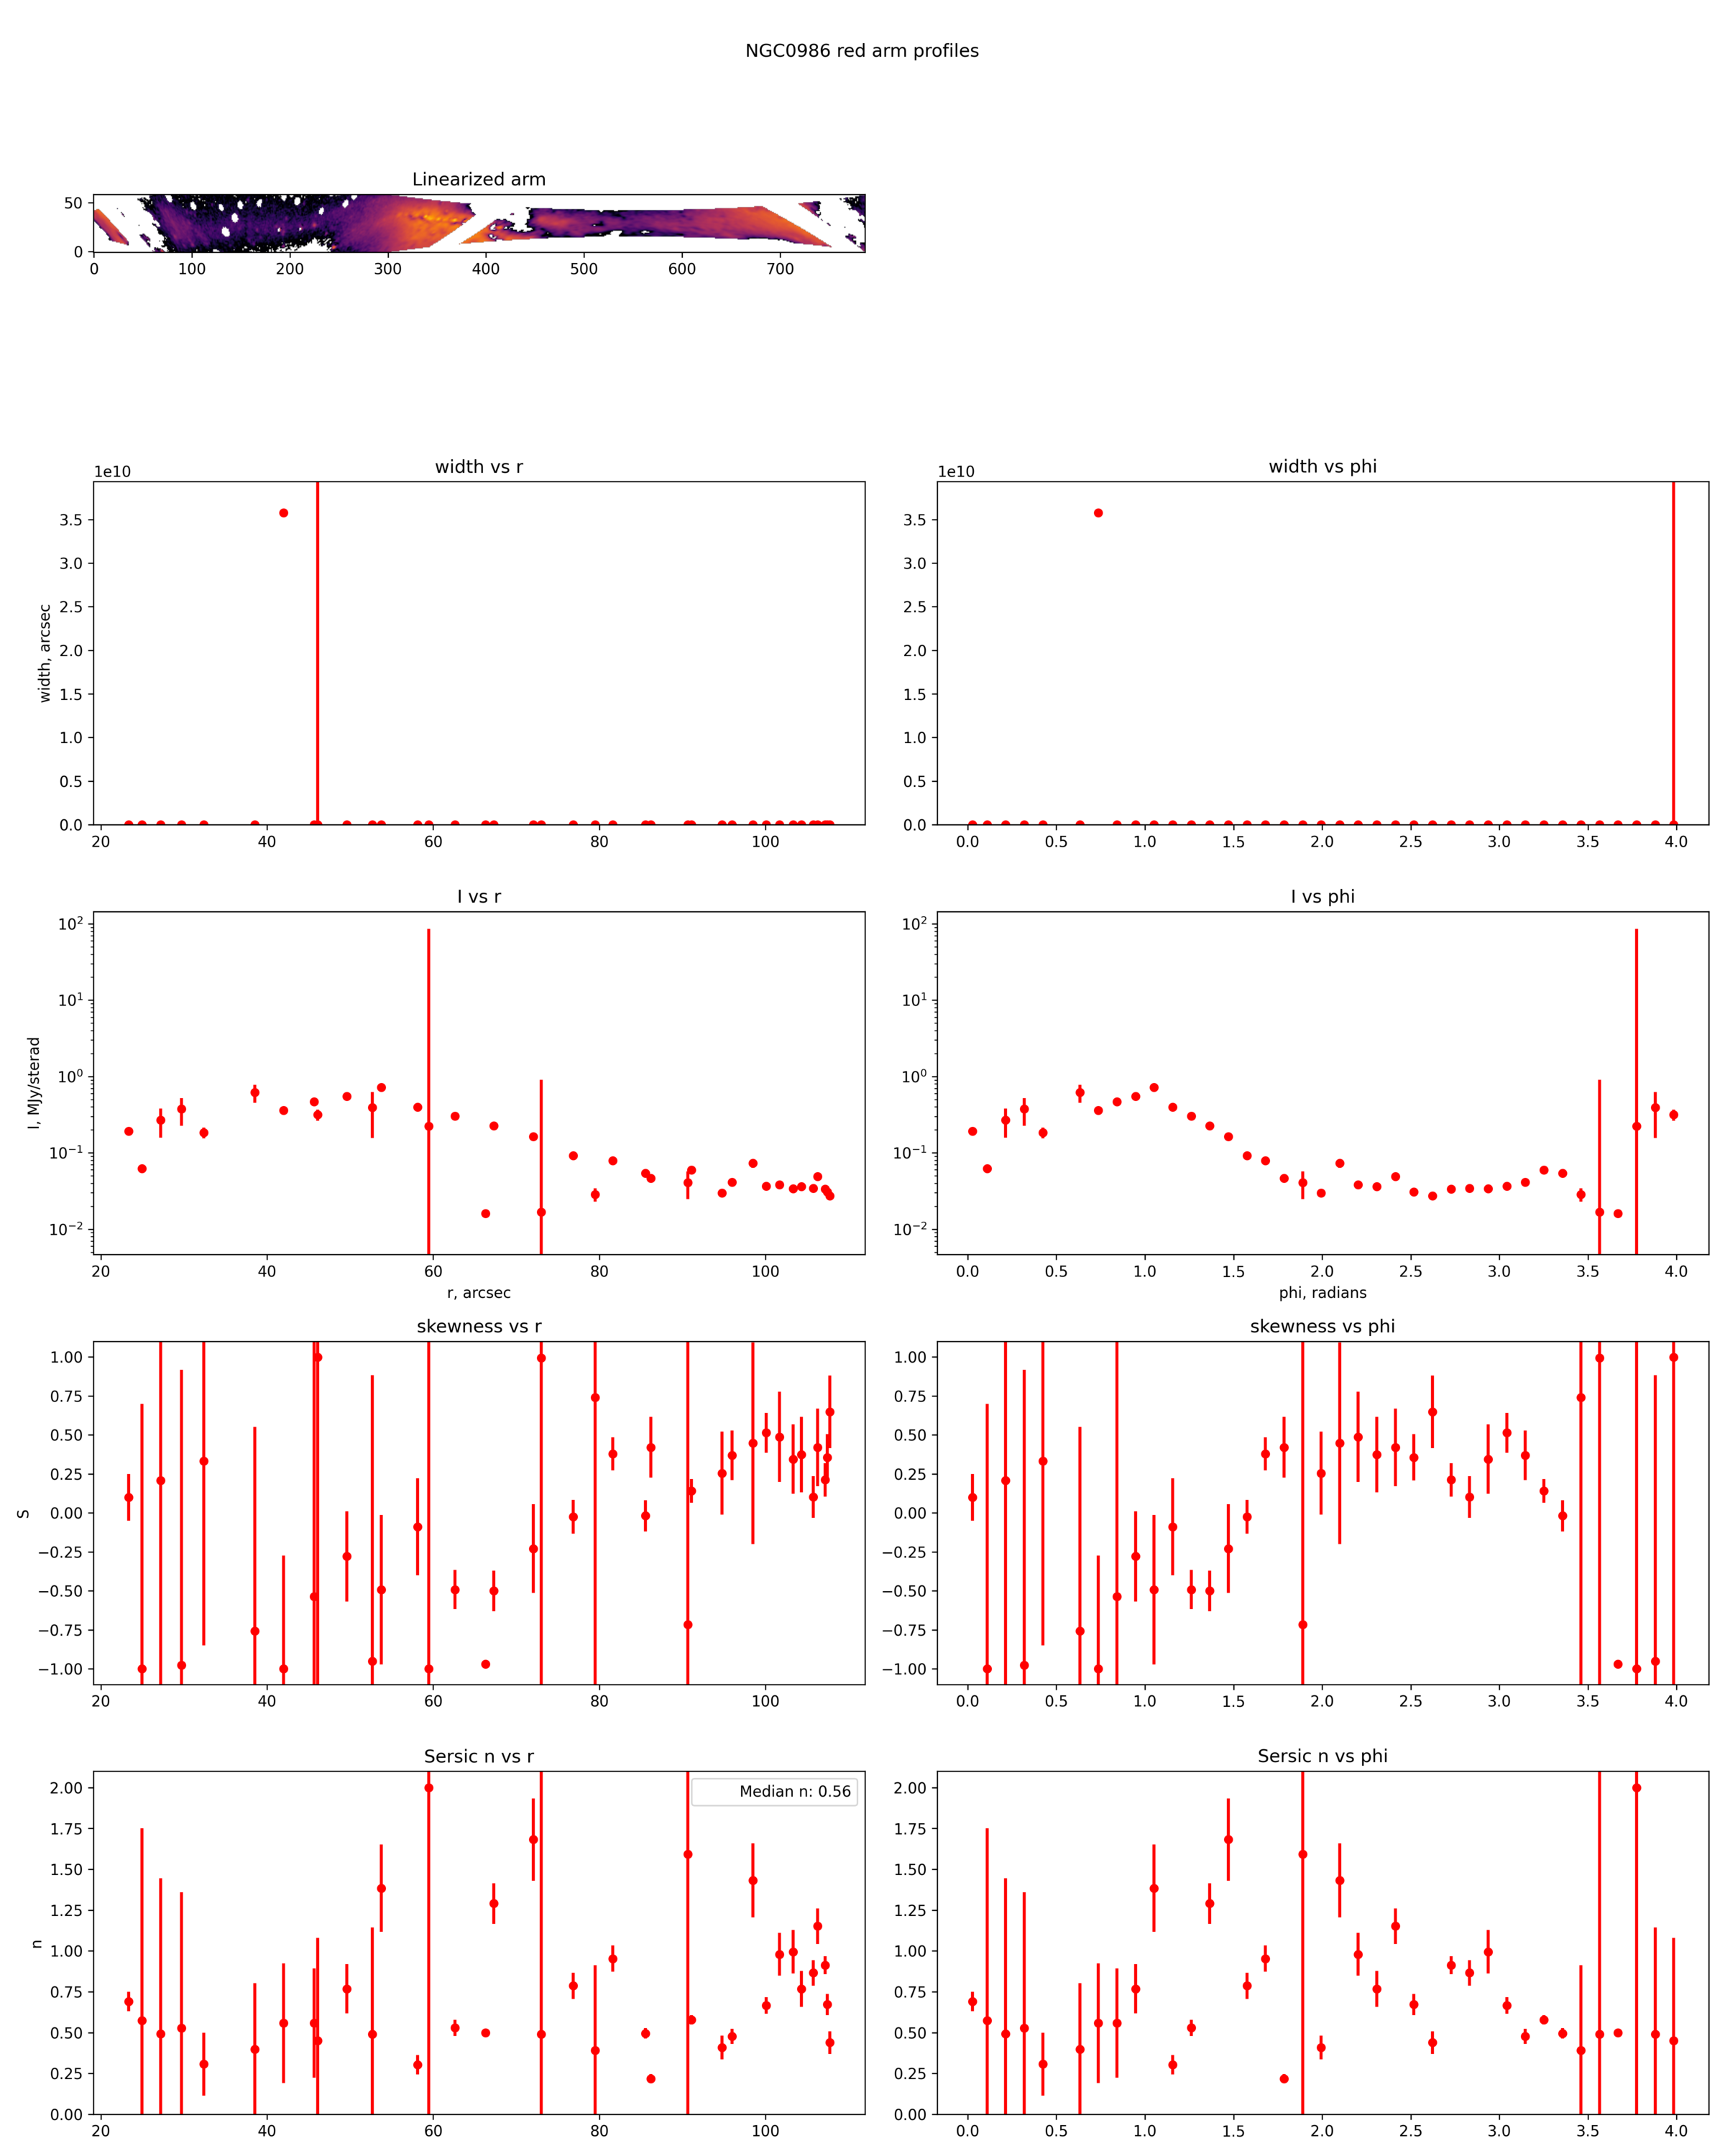 NGC0986 red arm profiles
Linearized arm
50
0
0 100 200 300 400 500 600 700
width vs r
1e10
width, arcsec
3.5
3.0
2.5
2.0
1.5
1.0
0.5
0.0
20 40 60 80 100
width vs phi
1e10
3.5
3.0
2.5
2.0
1.5
1.0
0.5
0.0
0.0 0.5 1.0 1.5 2.0 2.5 3.0 3.5 4.0
I vs r
I, MJy/sterad
10²
10¹
10⁰
10⁻¹
10⁻²
20 40 60 80 100
r, arcsec
I vs phi
10²
10¹
10⁰
10⁻¹
10⁻²
0.0 0.5 1.0 1.5 2.0 2.5 3.0 3.5 4.0
phi, radians
skewness vs r
S
1.00
0.75
0.50
0.25
0.00
−0.25
−0.50
−0.75
−1.00
20 40 60 80 100
skewness vs phi
1.00
0.75
0.50
0.25
0.00
−0.25
−0.50
−0.75
−1.00
0.0 0.5 1.0 1.5 2.0 2.5 3.0 3.5 4.0
Sersic n vs r
Median n: 0.56
n
2.00
1.75
1.50
1.25
1.00
0.75
0.50
0.25
0.00
20 40 60 80 100
Sersic n vs phi
2.00
1.75
1.50
1.25
1.00
0.75
0.50
0.25
0.00
0.0 0.5 1.0 1.5 2.0 2.5 3.0 3.5 4.0